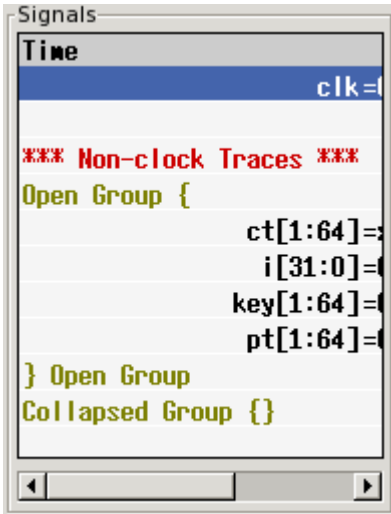 Signals
Time
clk=
*** Non-clock Traces ***
Open Group {
ct[1:64]=
i[31:0]=
key[1:64]=
pt[1:64]=
} Open Group
Collapsed Group {}